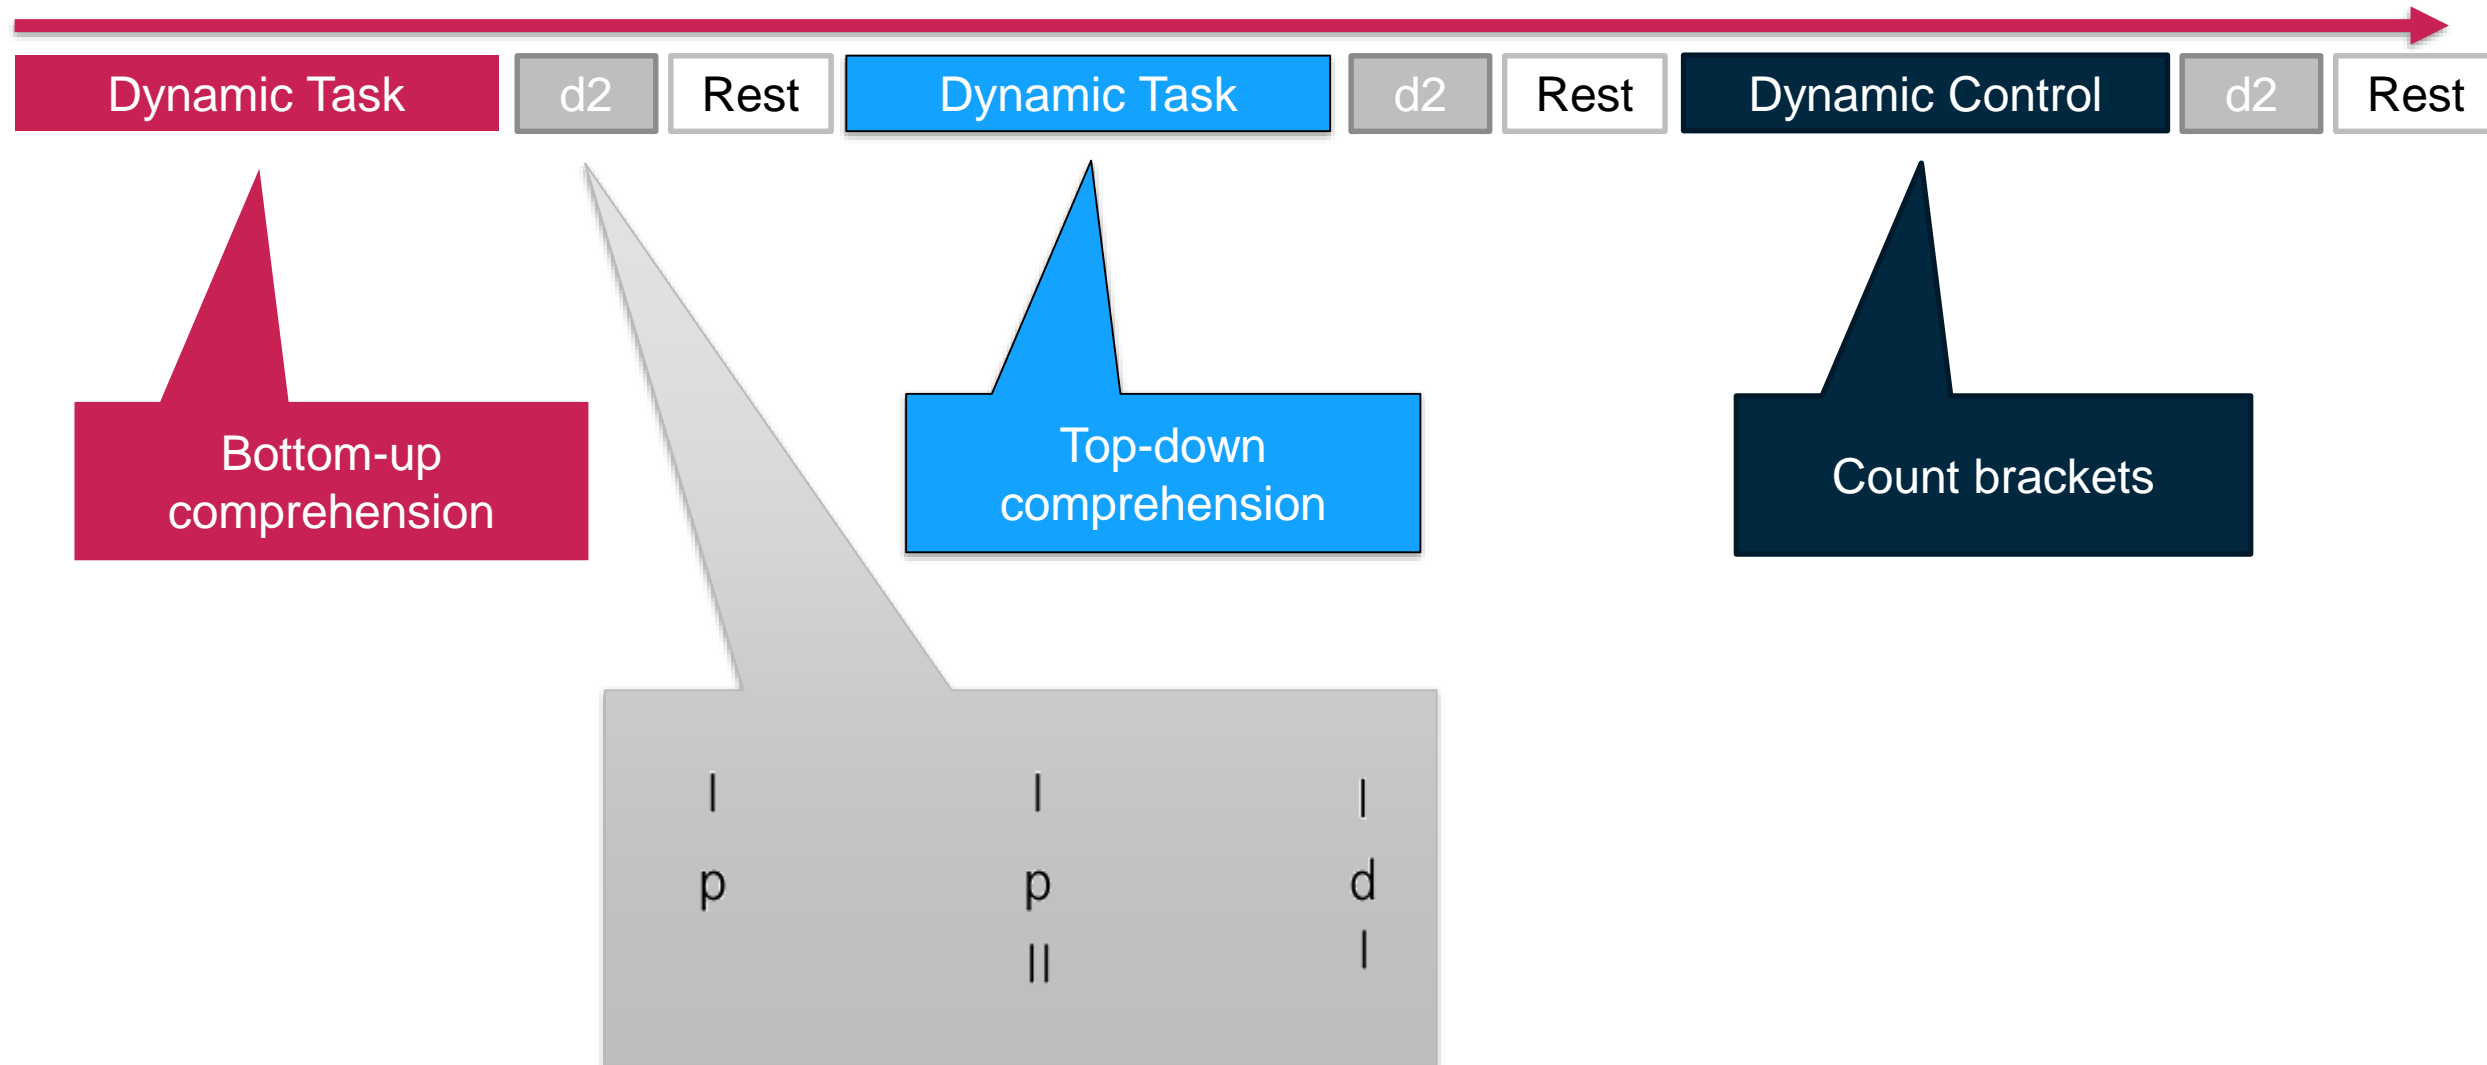 Dynamic Task d2 Rest Dynamic Task d2 Rest Dynamic Control d2 Rest
Bottom-up
comprehension
Top-down
comprehension
Count brackets
I I I
p p d
II I